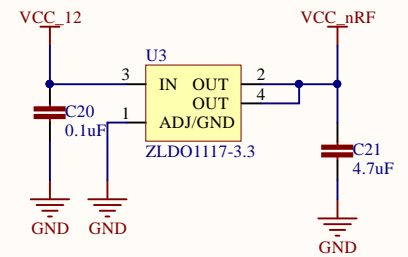 VCC_12
VCC_nRF
U3
3 IN OUT 2
OUT 4
1 ADJ/GND
ZLDO1117-3.3
C20
0.1uF
C21
4.7uF
GND
GND
GND